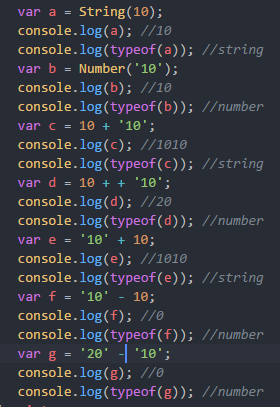 var a = String(10);
console.log(a); //10
console.log(typeof(a)); //string
var b = Number('10');
console.log(b); //10
console.log(typeof(b)); //number
var c = 10 + '10';
console.log(c); //1010
console.log(typeof(c)); //string
var d = 10 + + '10';
console.log(d); //20
console.log(typeof(d)); //number
var e = '10' + 10;
console.log(e); //1010
console.log(typeof(e)); //string
var f = '10' - 10;
console.log(f); //0
console.log(typeof(f)); //number
var g = '20' - '10';
console.log(g); //0
console.log(typeof(g)); //number